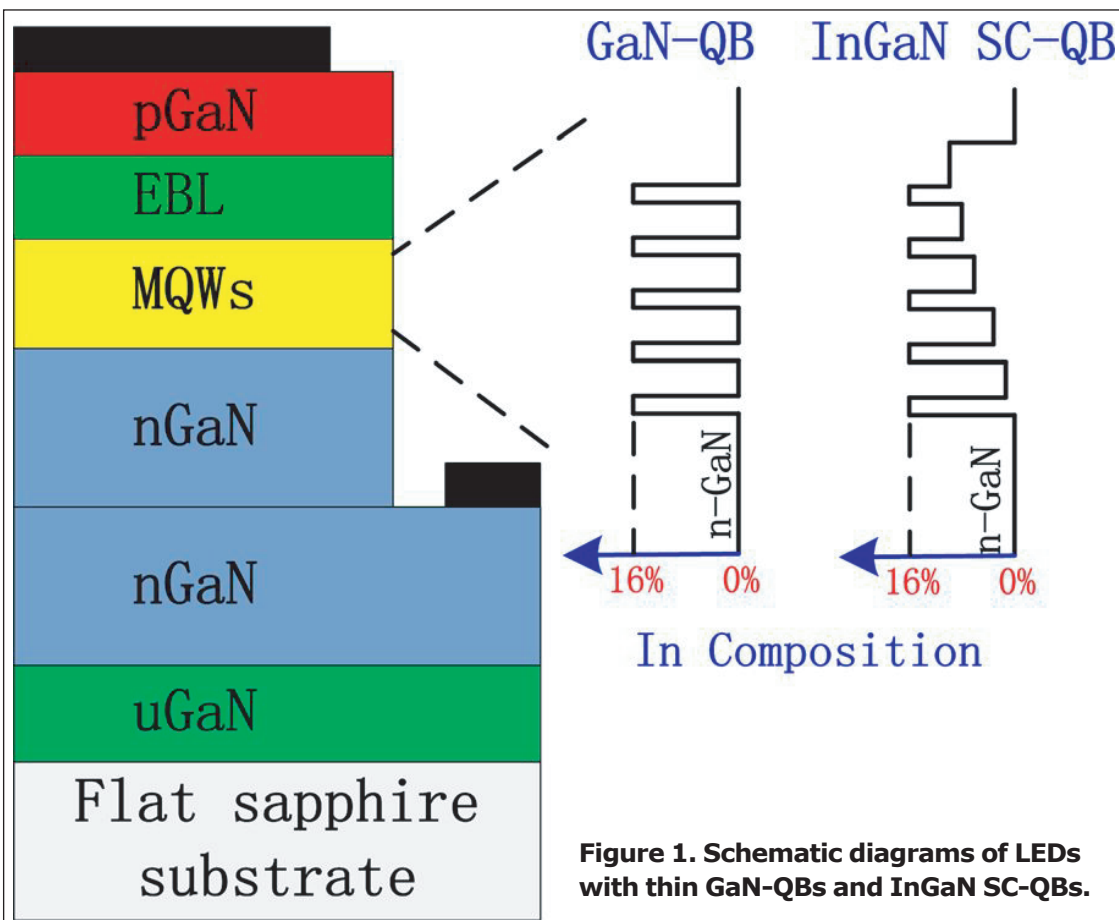 GaN-QB
InGaN SC-QB
pGaN
EBL
MQWs
nGaN
nGaN
uGaN
Flat sapphire
substrate
n-GaN
16%
0%
n-GaN
16%
0%
In Composition
Figure 1. Schematic diagrams of LEDs
with thin GaN-QBs and InGaN SC-QBs.